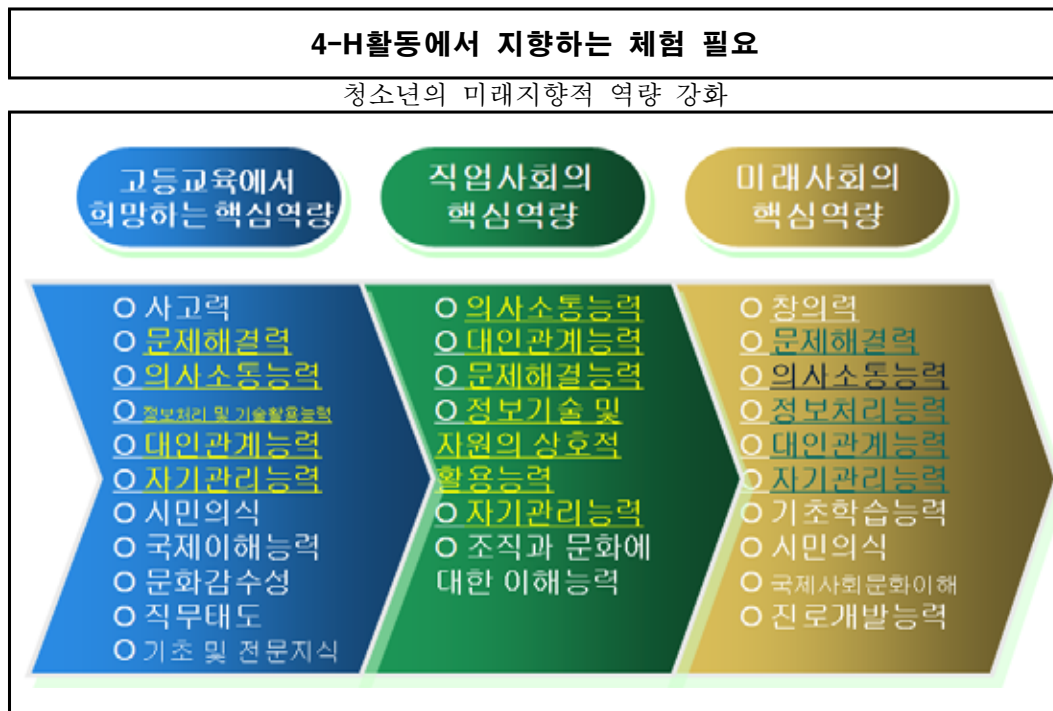 4-H활동에서 지향하는 체험 필요
청소년의 미래지향적 역량 강화
고등교육에서
희망하는 핵심역량
직업사회의
핵심역량
미래사회의
핵심역량
O 사고력
O 문제해결력
O 의사소통능력
O 정보처리 및 기술활용능력
O 대인관계능력
O 자기관리능력
O 시민의식
O 국제이해능력
O 문화감수성
O 직무태도
O 기초 및 전문지식
O 의사소통능력
O 대인관계능력
O 문제해결능력
O 정보기술 및
자원의 상호적
활용능력
O 자기관리능력
O 조직과 문화에
대한 이해능력
O 창의력
O 문제해결력
O 의사소통능력
O 정보처리능력
O 대인관계능력
O 자기관리능력
O 기초학습능력
O 시민의식
O 국제사회문화이해
O 진로개발능력